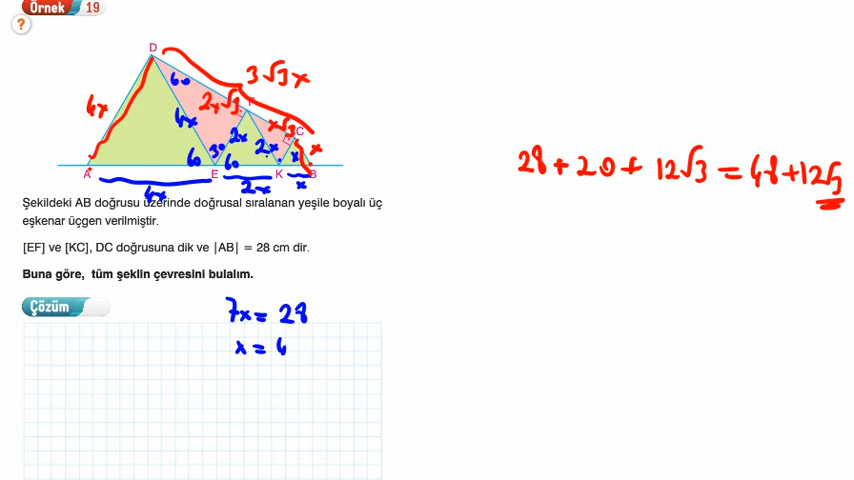 Örnek 19
?
D
60
3√3x
4x
2x√3
F
4x
x√3
C
2x
30
2x
x
x
60
60
A
E
K
B
4x
2x
x
28 + 20 + 12√3 = 48 + 12√3
Şekildeki AB doğrusu üzerinde doğrusal sıralanan yeşile boyalı üç
eşkenar üçgen verilmiştir.
[EF] ve [KC], DC doğrusuna dik ve |AB| = 28 cm dir.
Buna göre, tüm şeklin çevresini bulalım.
Çözüm
7x = 28
x = 4